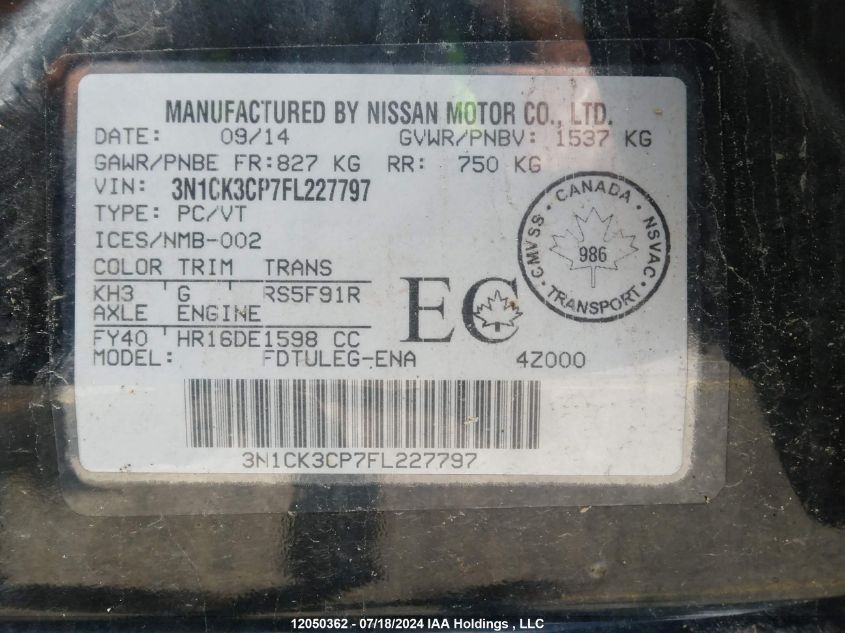 MANUFACTURED BY NISSAN MOTOR CO., LTD.
DATE: 09/14 GVWR/PNBV: 1537 KG
GAWR/PNBE FR:827 KG RR: 750 KG
VIN: 3N1CK3CP7FL227797
TYPE: PC/VT
ICES/NMB-002
COLOR TRIM TRANS
KH3 'G ' RS5F91R
AXLE ENGINE
FY40 'HR16DE1598 CC
MODEL: FDTULEG-ENA 4Z000
EC
CANADA
CMVSS · NSVAC
986
TRANSPORT
3N1CK3CP7FL227797
12050362 - 07/18/2024 IAA Holdings , LLC